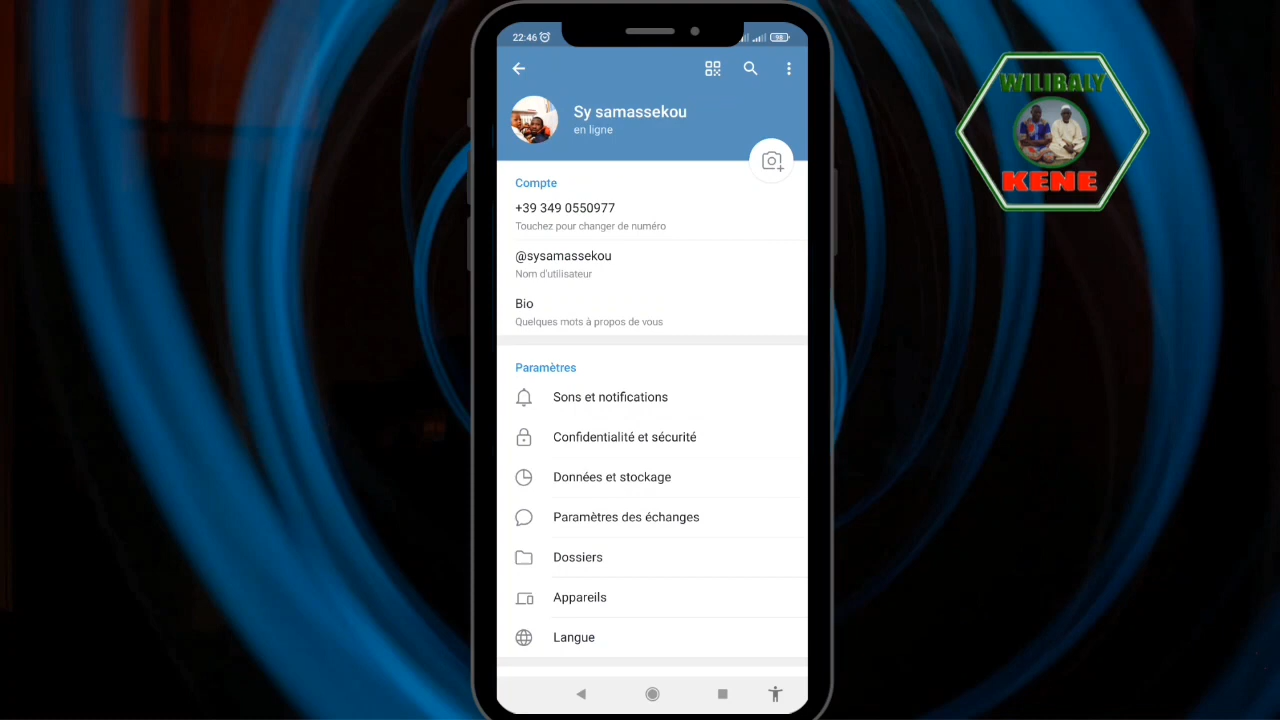 22:46
98
Sy samassekou
en ligne
Compte
+39 349 0550977
Touchez pour changer de numéro
@sysamassekou
Nom d'utilisateur
Bio
Quelques mots à propos de vous
Paramètres
Sons et notifications
Confidentialité et sécurité
Données et stockage
Paramètres des échanges
Dossiers
Appareils
Langue
WILIBALY
KENE